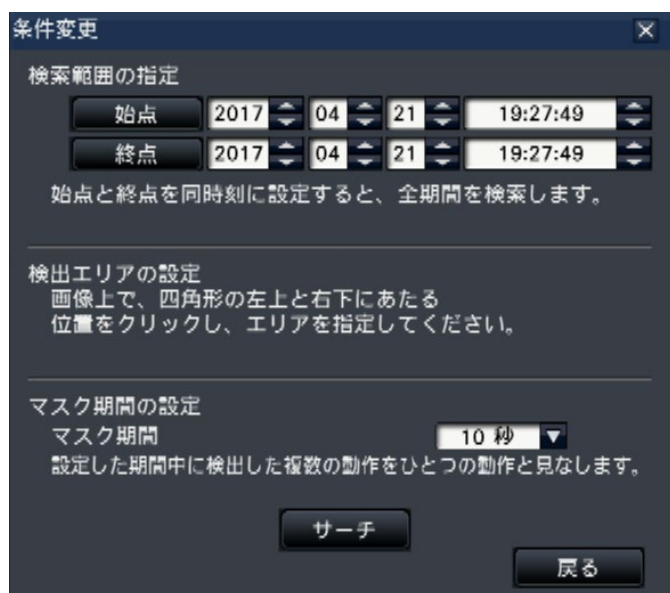 条件変更
検索範囲の指定
始点 2017 04 21 19:27:49
終点 2017 04 21 19:27:49
始点と終点を同時刻に設定すると、全期間を検索します。
検出エリアの設定
画像上で、四角形の左上と右下にあたる
位置をクリックし、エリアを指定してください。
マスク期間の設定
マスク期間 10 秒
設定した期間中に検出した複数の動作をひとつの動作と見なします。
サーチ
戻る